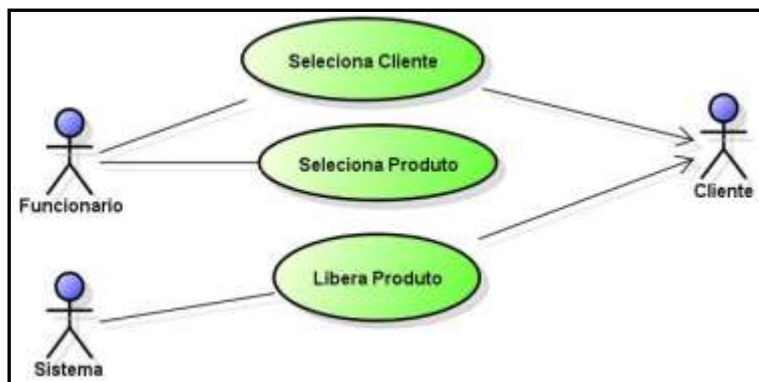 Seleciona Cliente
Seleciona Produto
Funcionario
Cliente
Libera Produto
Sistema